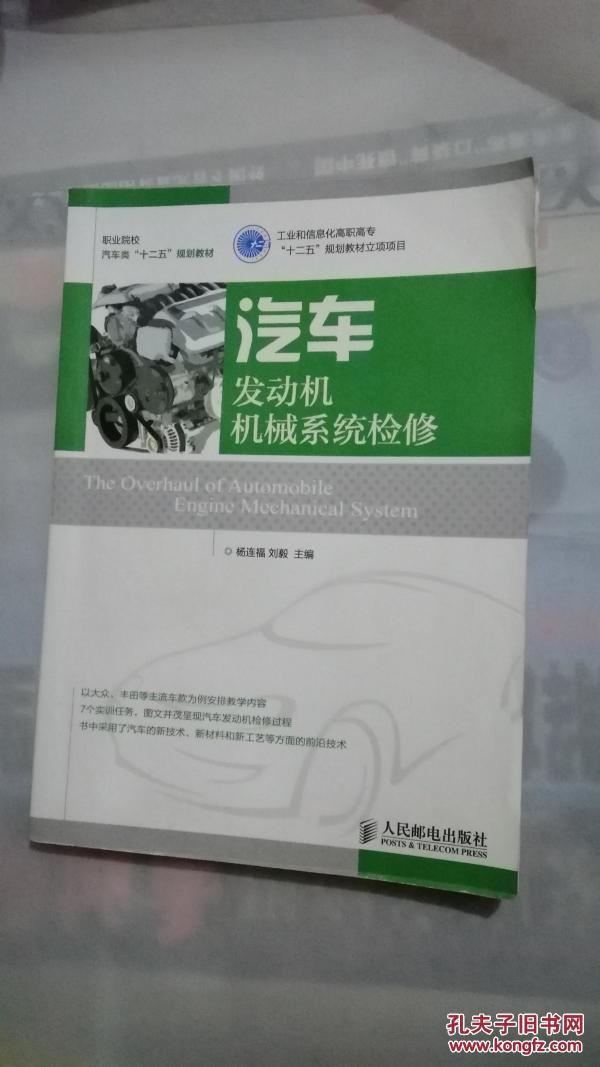 职业院校
汽车类“十二五”规划教材
工业和信息化高职高专
“十二五”规划教材立项项目
汽车
发动机
机械系统检修
The Overhaul of Automobile
Engine Mechanical System
杨连福 刘毅 主编
以大众、丰田等主流车款为例安排教学内容
7个实训任务，图文并茂呈现汽车发动机检修过程
书中采用了汽车的新技术、新材料和新工艺等方面的前沿技术
人民邮电出版社
POSTS & TELECOM PRESS
孔夫子旧书网
www.kongfz.com